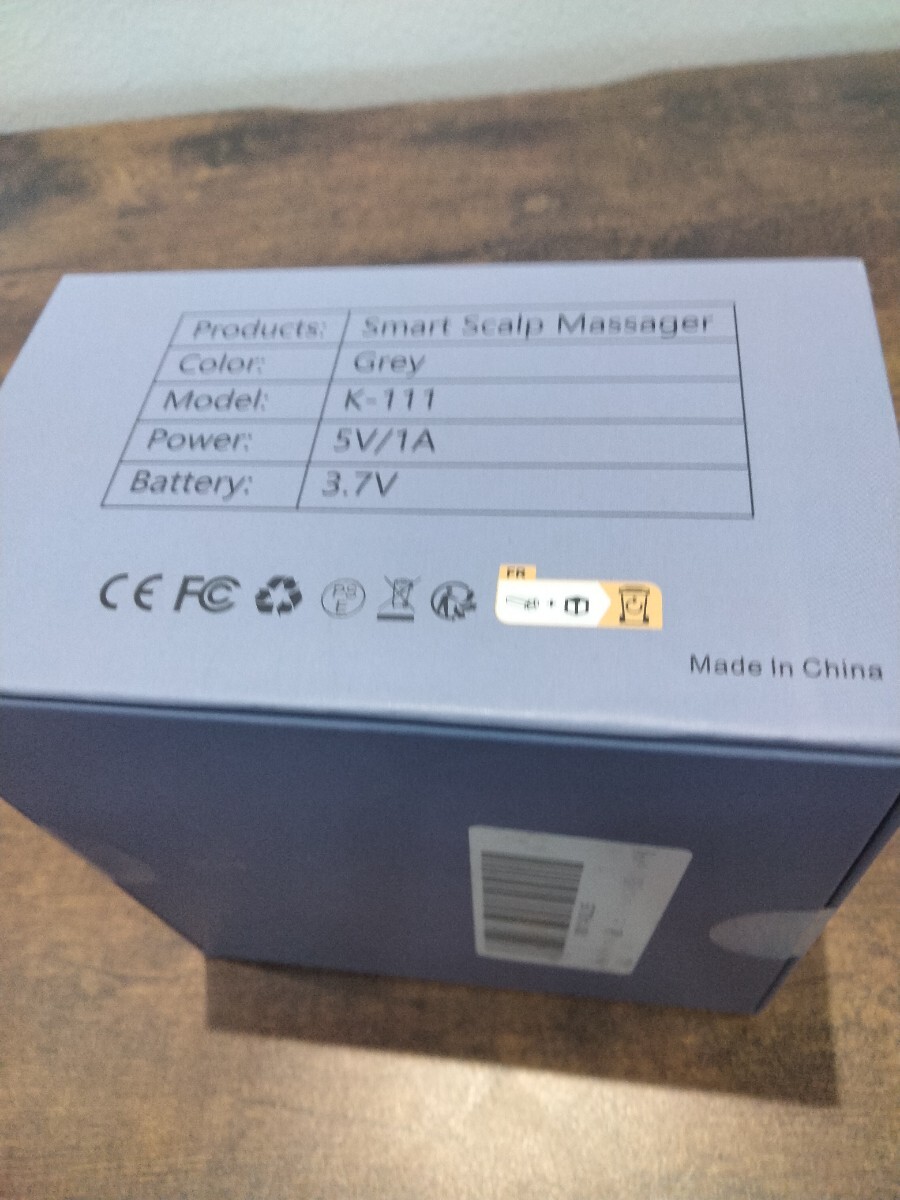 Products: Smart Scalp Massager
Color: Grey
Model: K-111
Power: 5V/1A
Battery: 3.7V
CE FC PS E
FR
Made In China